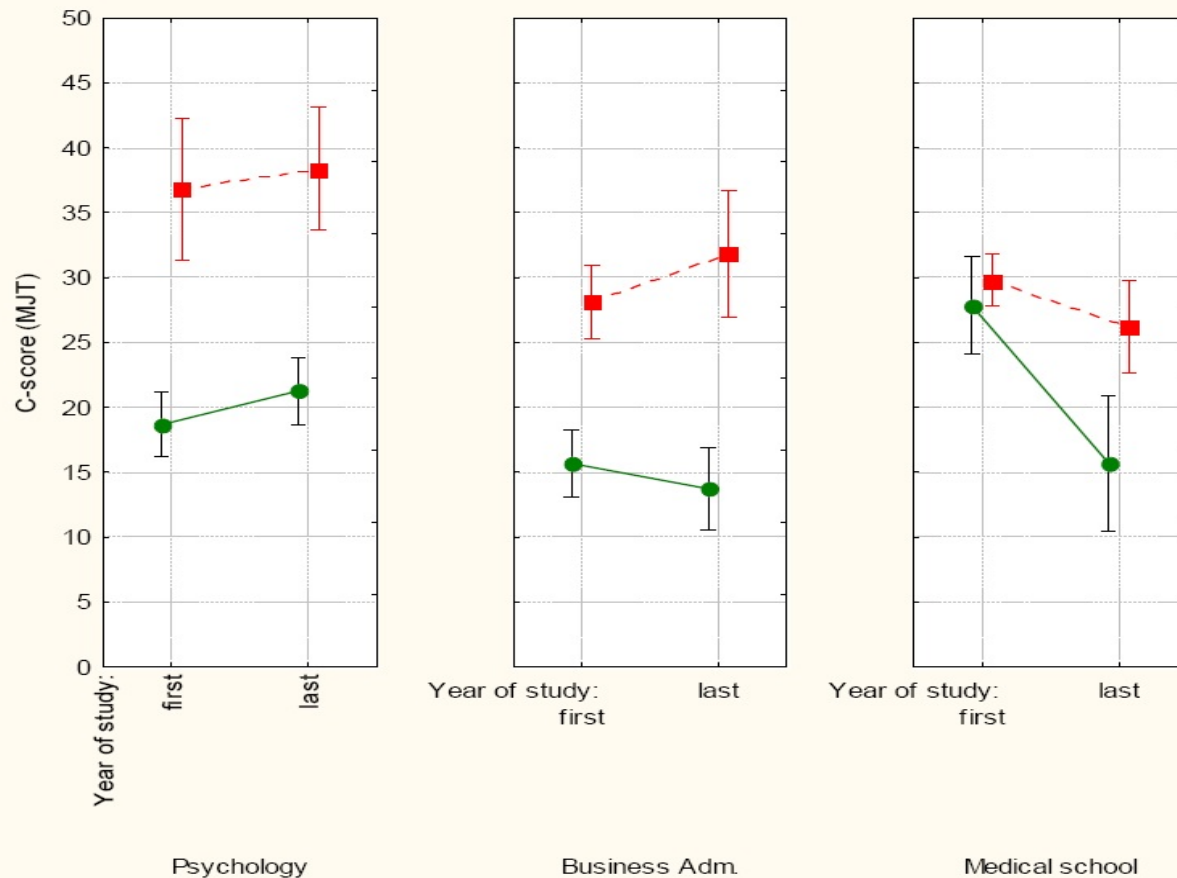 50
45
40
35
30
25
20
15
10
5
0
C-score (MJT)
Year of study:
first
last
Year of study:
last
first
Year of study:
last
first
Psychology
Business Adm.
Medical school